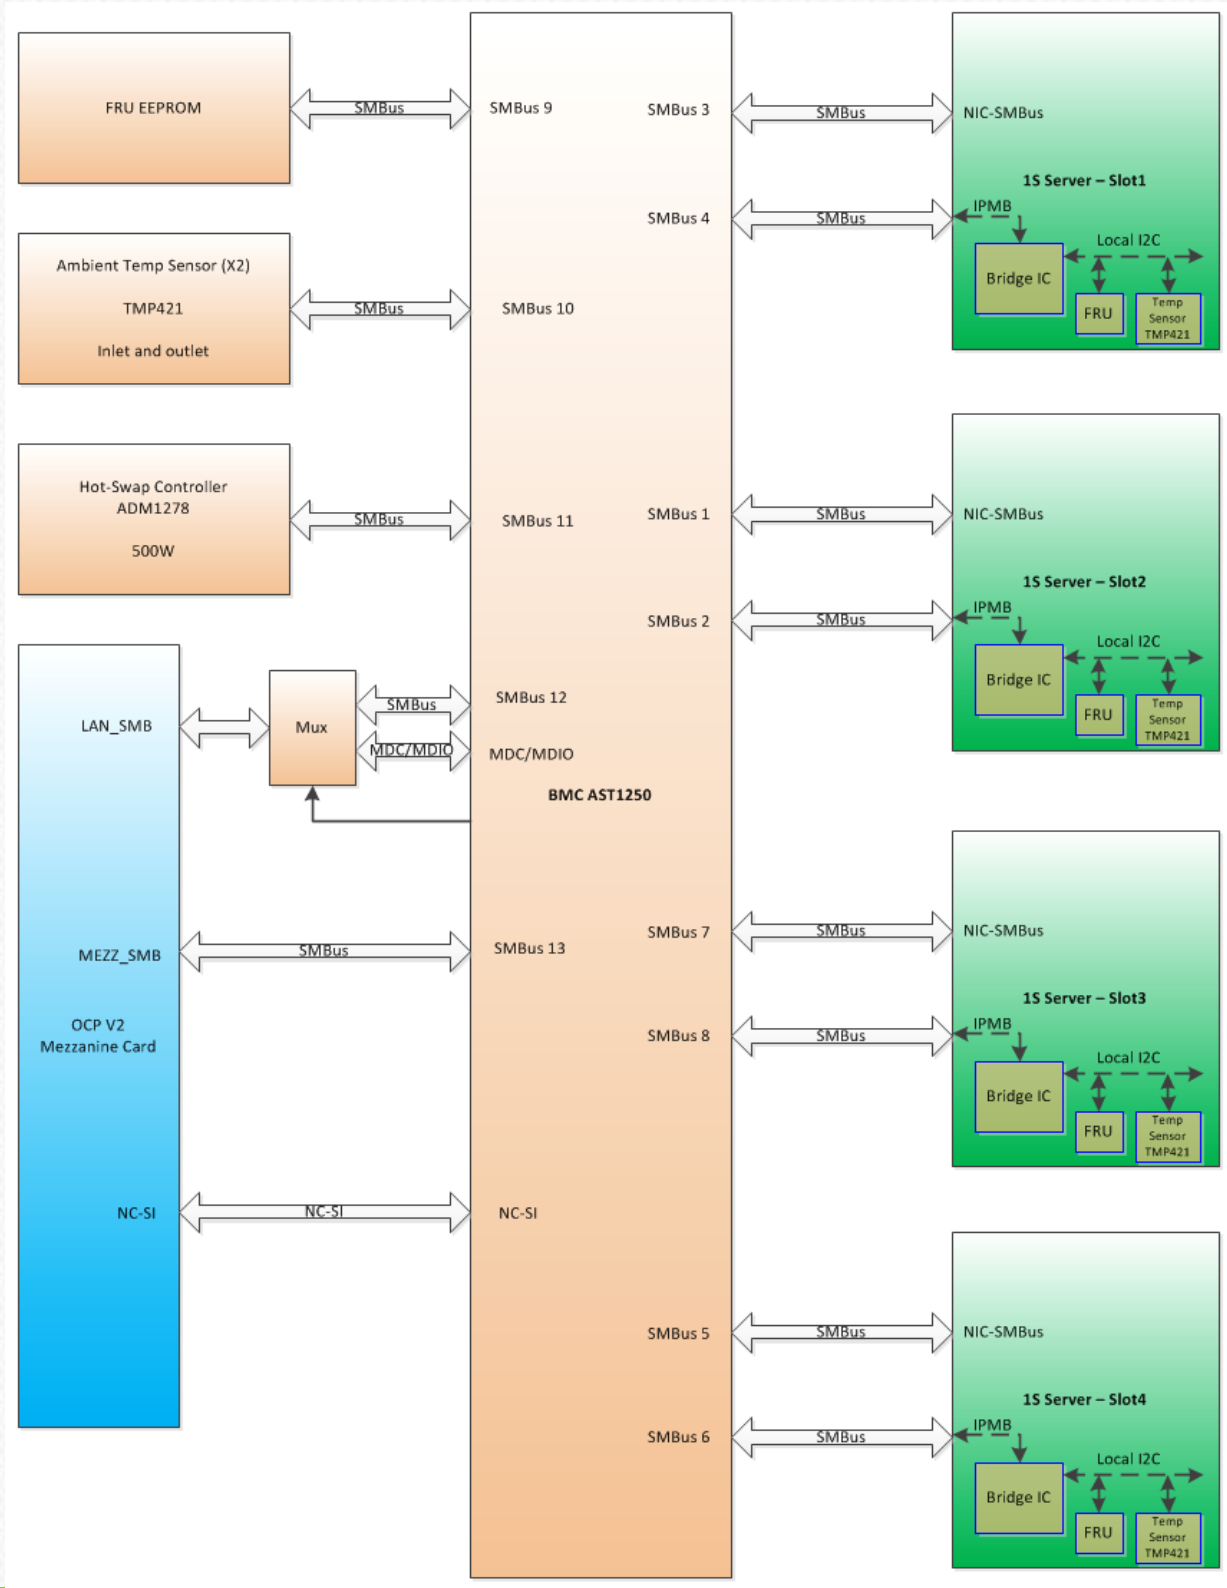 FRU EEPROM
SMBus
SMBus 9
Ambient Temp Sensor (X2)
TMP421
Inlet and outlet
SMBus
SMBus 10
Hot-Swap Controller
ADM1278
500W
SMBus
SMBus 11
LAN_SMB
Mux
SMBus
SMBus 12
MDC/MDIO
MDC/MDIO
BMC AST1250
MEZZ_SMB
SMBus
SMBus 13
OCP V2
Mezzanine Card
NC-SI
NC-SI
NC-SI
SMBus 3
SMBus
NIC-SMBus
1S Server – Slot1
SMBus 4
SMBus
IPMB
Local I2C
Bridge IC
FRU
Temp
Sensor
TMP421
SMBus 1
SMBus
NIC-SMBus
1S Server – Slot2
SMBus 2
SMBus
IPMB
Local I2C
Bridge IC
FRU
Temp
Sensor
TMP421
SMBus 7
SMBus
NIC-SMBus
1S Server – Slot3
SMBus 8
SMBus
IPMB
Local I2C
Bridge IC
FRU
Temp
Sensor
TMP421
SMBus 5
SMBus
NIC-SMBus
1S Server – Slot4
SMBus 6
SMBus
IPMB
Local I2C
Bridge IC
FRU
Temp
Sensor
TMP421